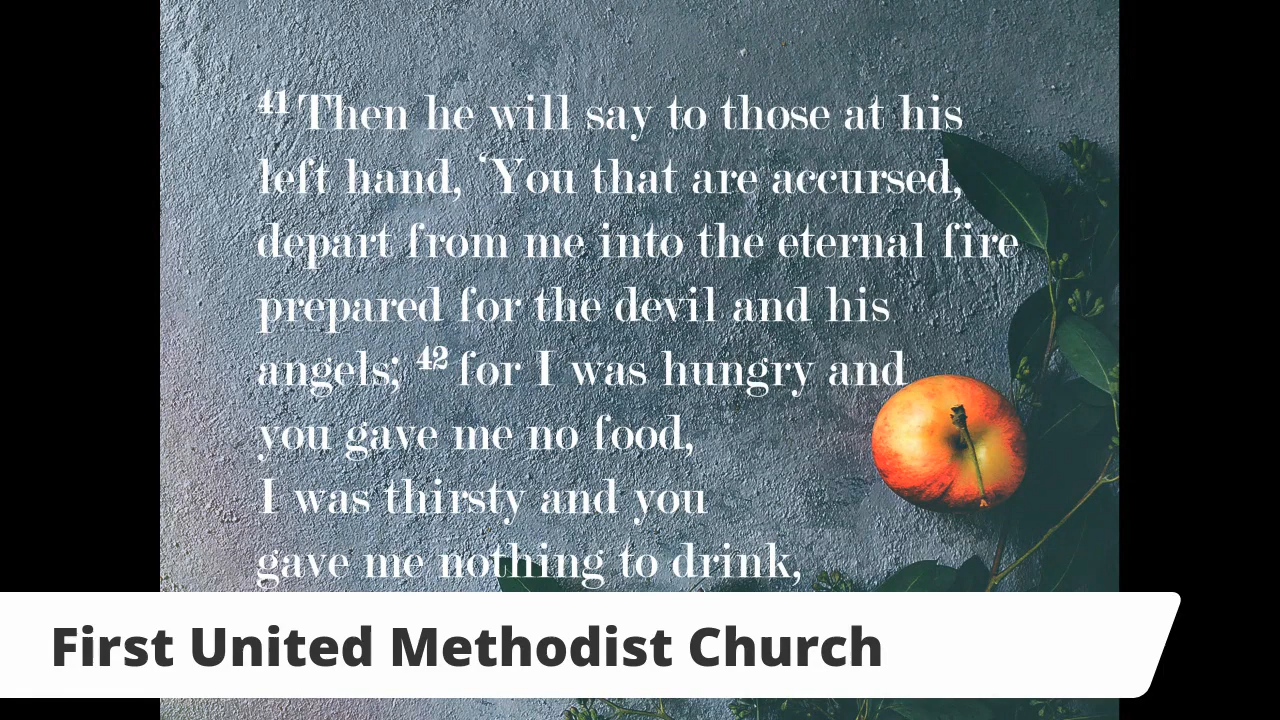 41 Then he will say to those at his
left hand, ‘You that are accursed,
depart from me into the eternal fire
prepared for the devil and his
angels; 42 for I was hungry and
you gave me no food,
I was thirsty and you
gave me nothing to drink,
First United Methodist Church